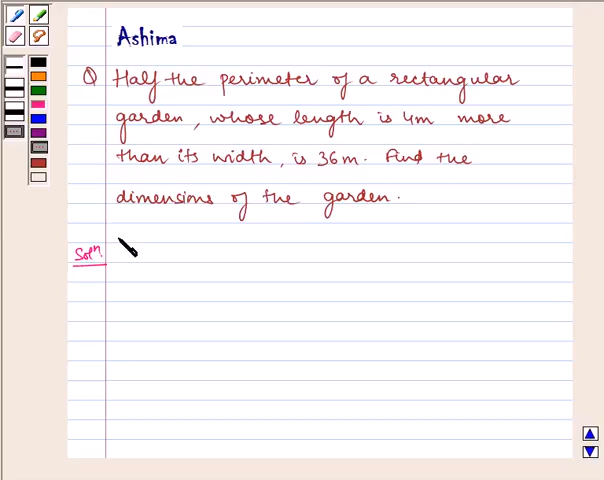 Ashima
Q Half the perimeter of a rectangular
garden, whose length is 4m more
than its width, is 36m. Find the
dimensions of the garden.
Solⁿ.